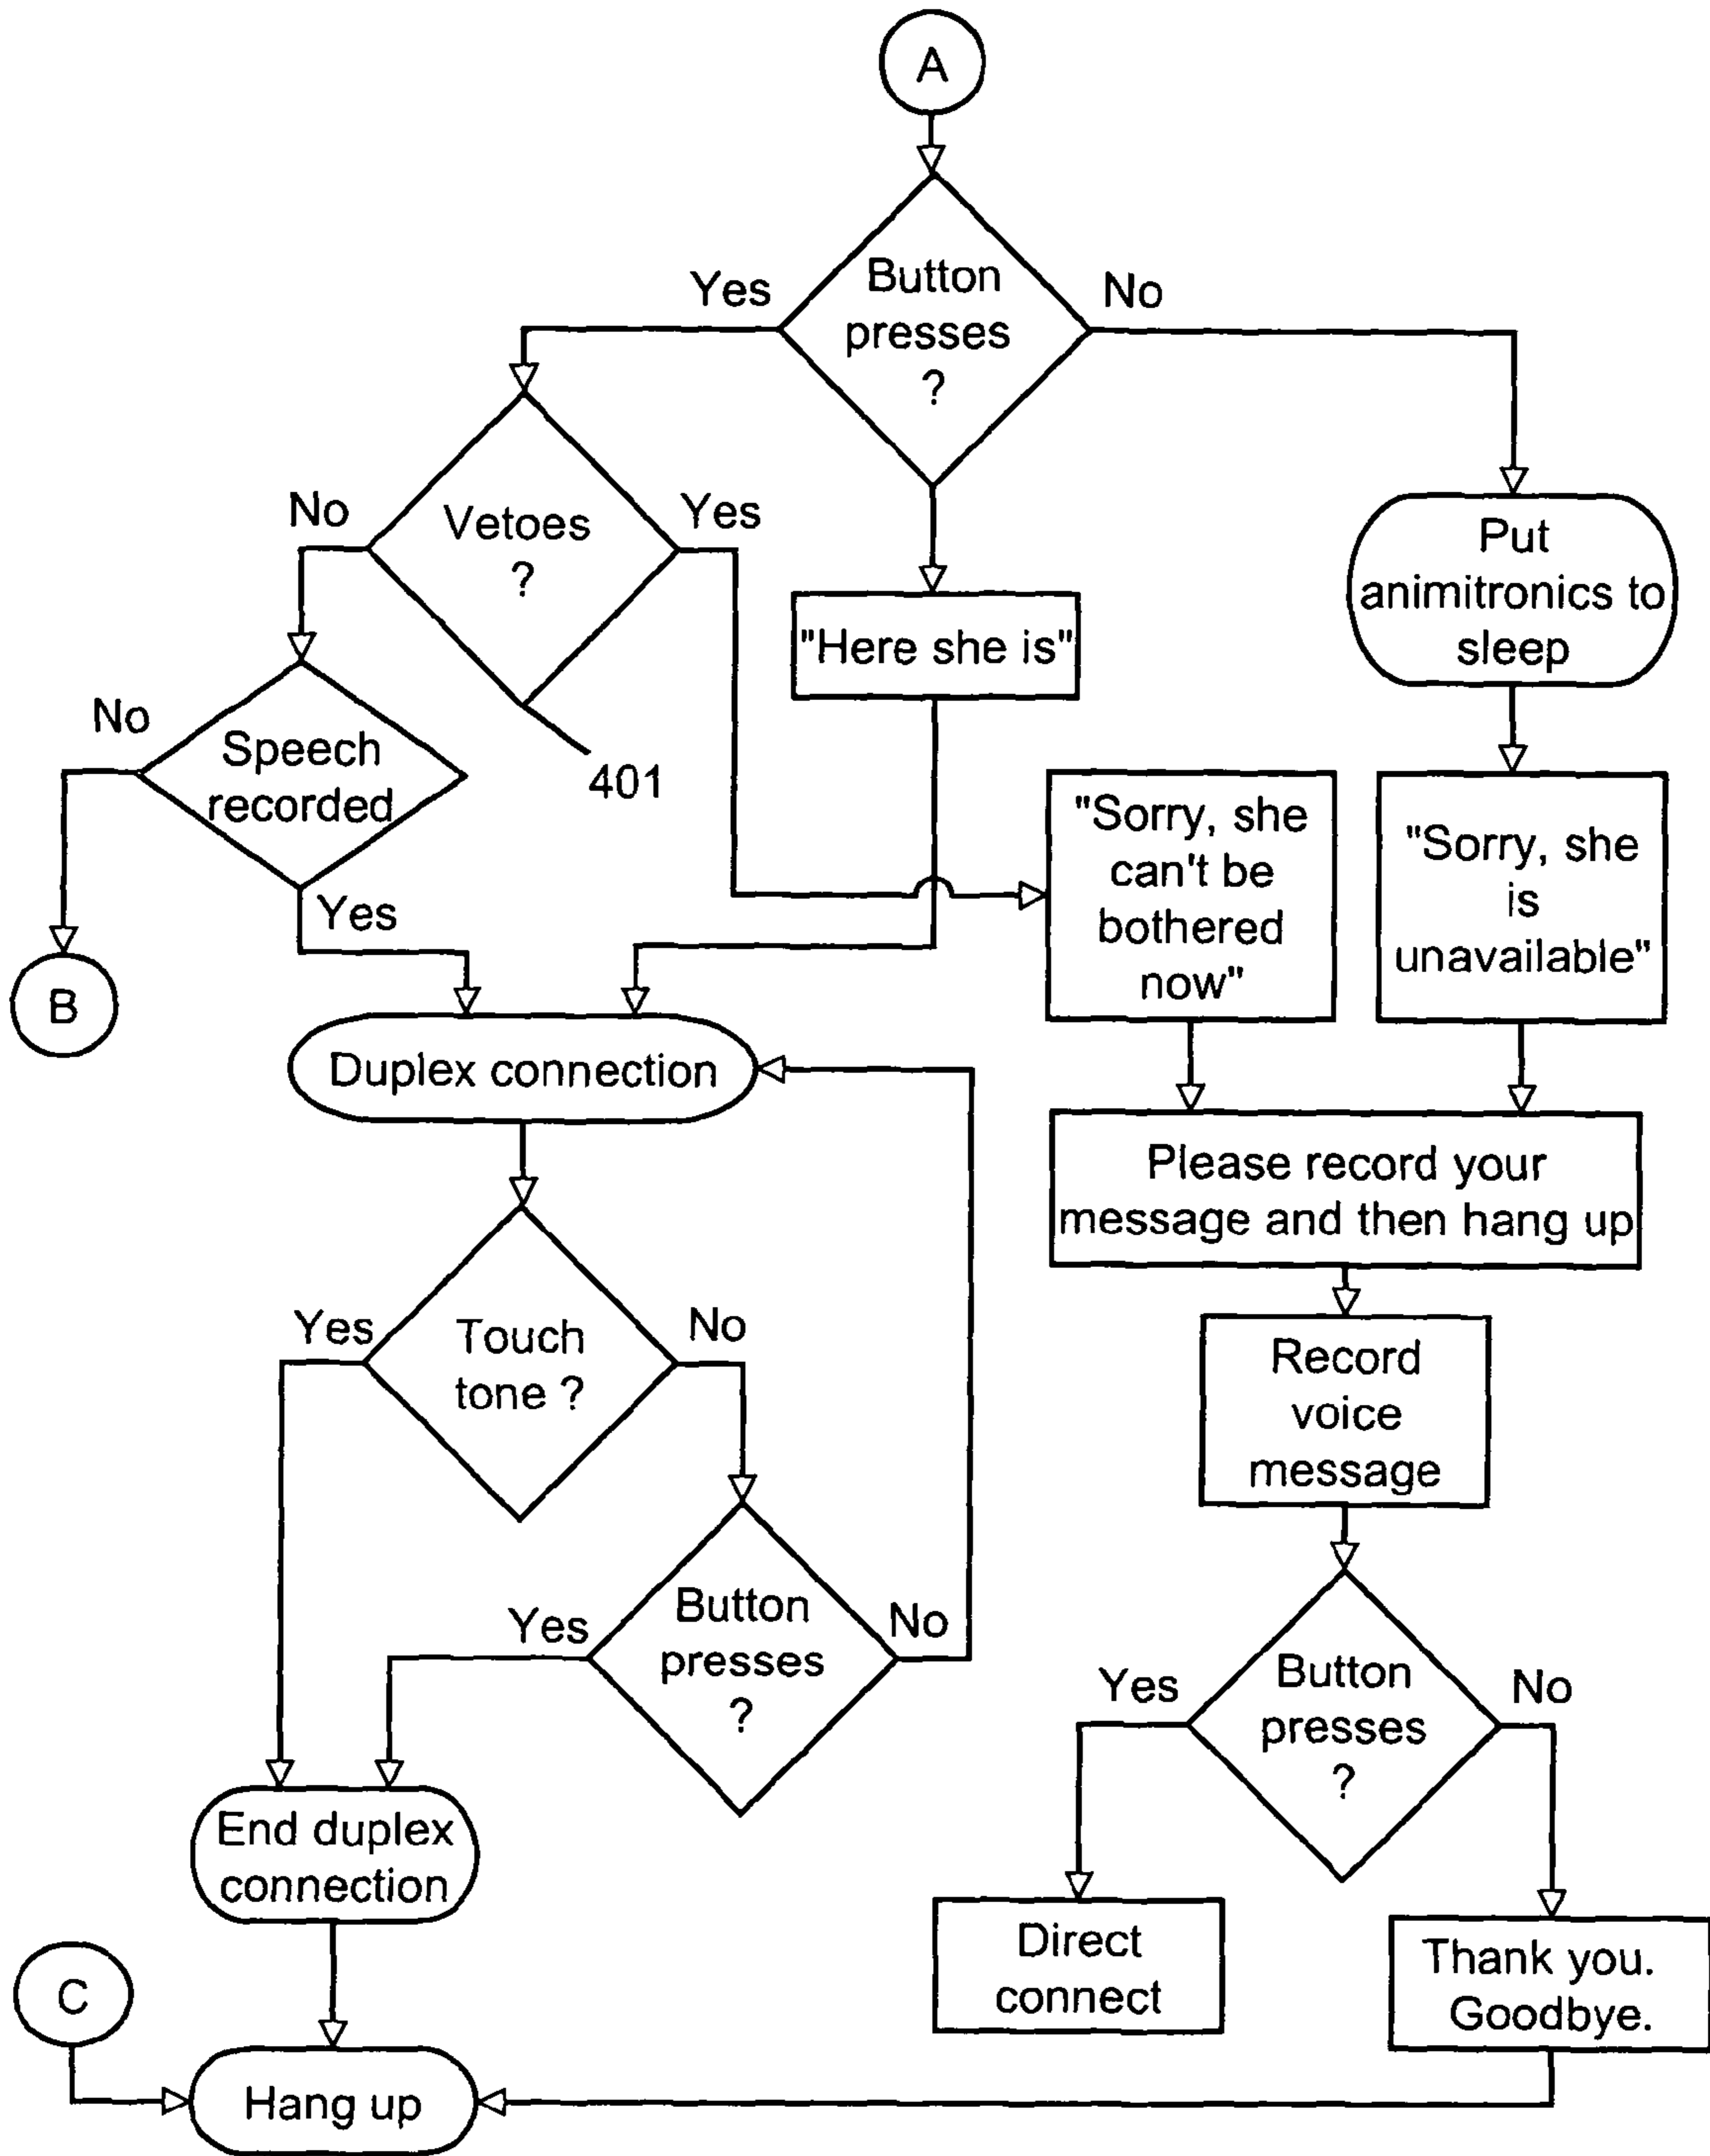 A
Button
presses
?
Yes
No
Vetoes
?
No
Yes
401
"Here she is"
Put
animitronics to
sleep
Speech
recorded
No
Yes
B
"Sorry, she
can't be
bothered
now"
"Sorry, she
is
unavailable"
Duplex connection
Please record your
message and then hang up
Touch
tone ?
Yes
No
Record
voice
message
Button
presses
?
Yes
No
Button
presses
?
Yes
No
End duplex
connection
Direct
connect
Thank you.
Goodbye.
C
Hang up